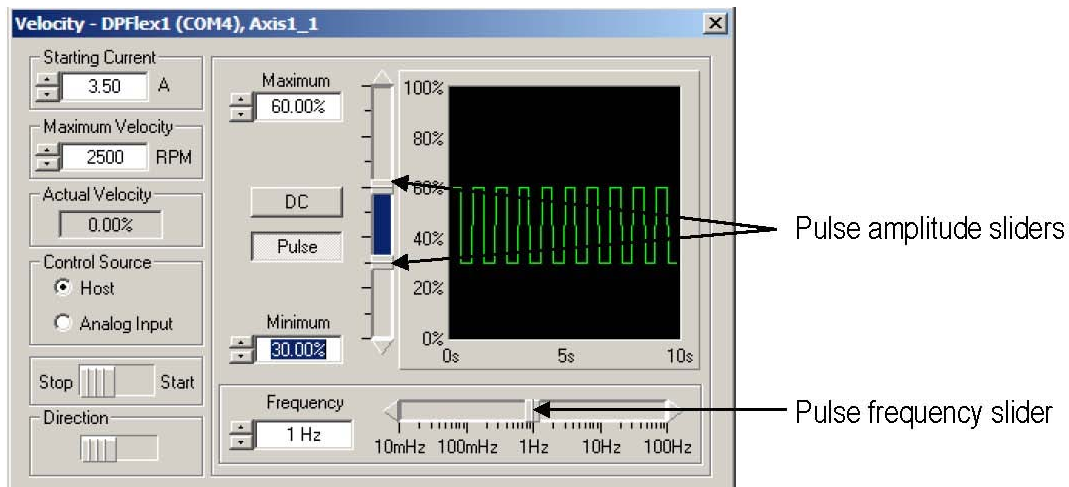 Velocity - DPFlex1 (COM4), Axis1_1
Starting Current
3.50 A
Maximum Velocity
2500 RPM
Actual Velocity
0.00%
Control Source
Host
Analog Input
Stop Start
Direction
Maximum
60.00%
DC
Pulse
Minimum
30.00%
100%
80%
60%
40%
20%
0%
0s 5s 10s
Frequency
1 Hz
10mHz 100mHz 1Hz 10Hz 100Hz
Pulse amplitude sliders
Pulse frequency slider